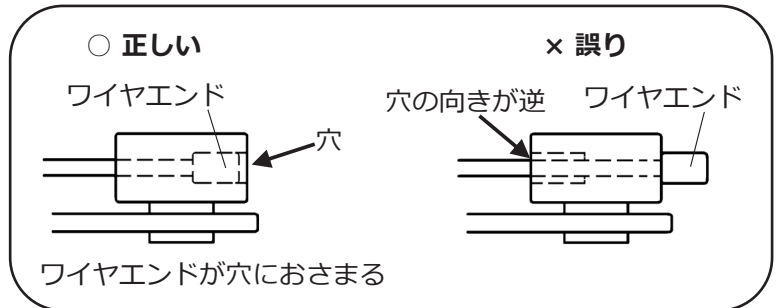 ○ 正しい
ワイヤエンド
穴
ワイヤエンドが穴におさまる
× 誤り
穴の向きが逆
ワイヤエンド